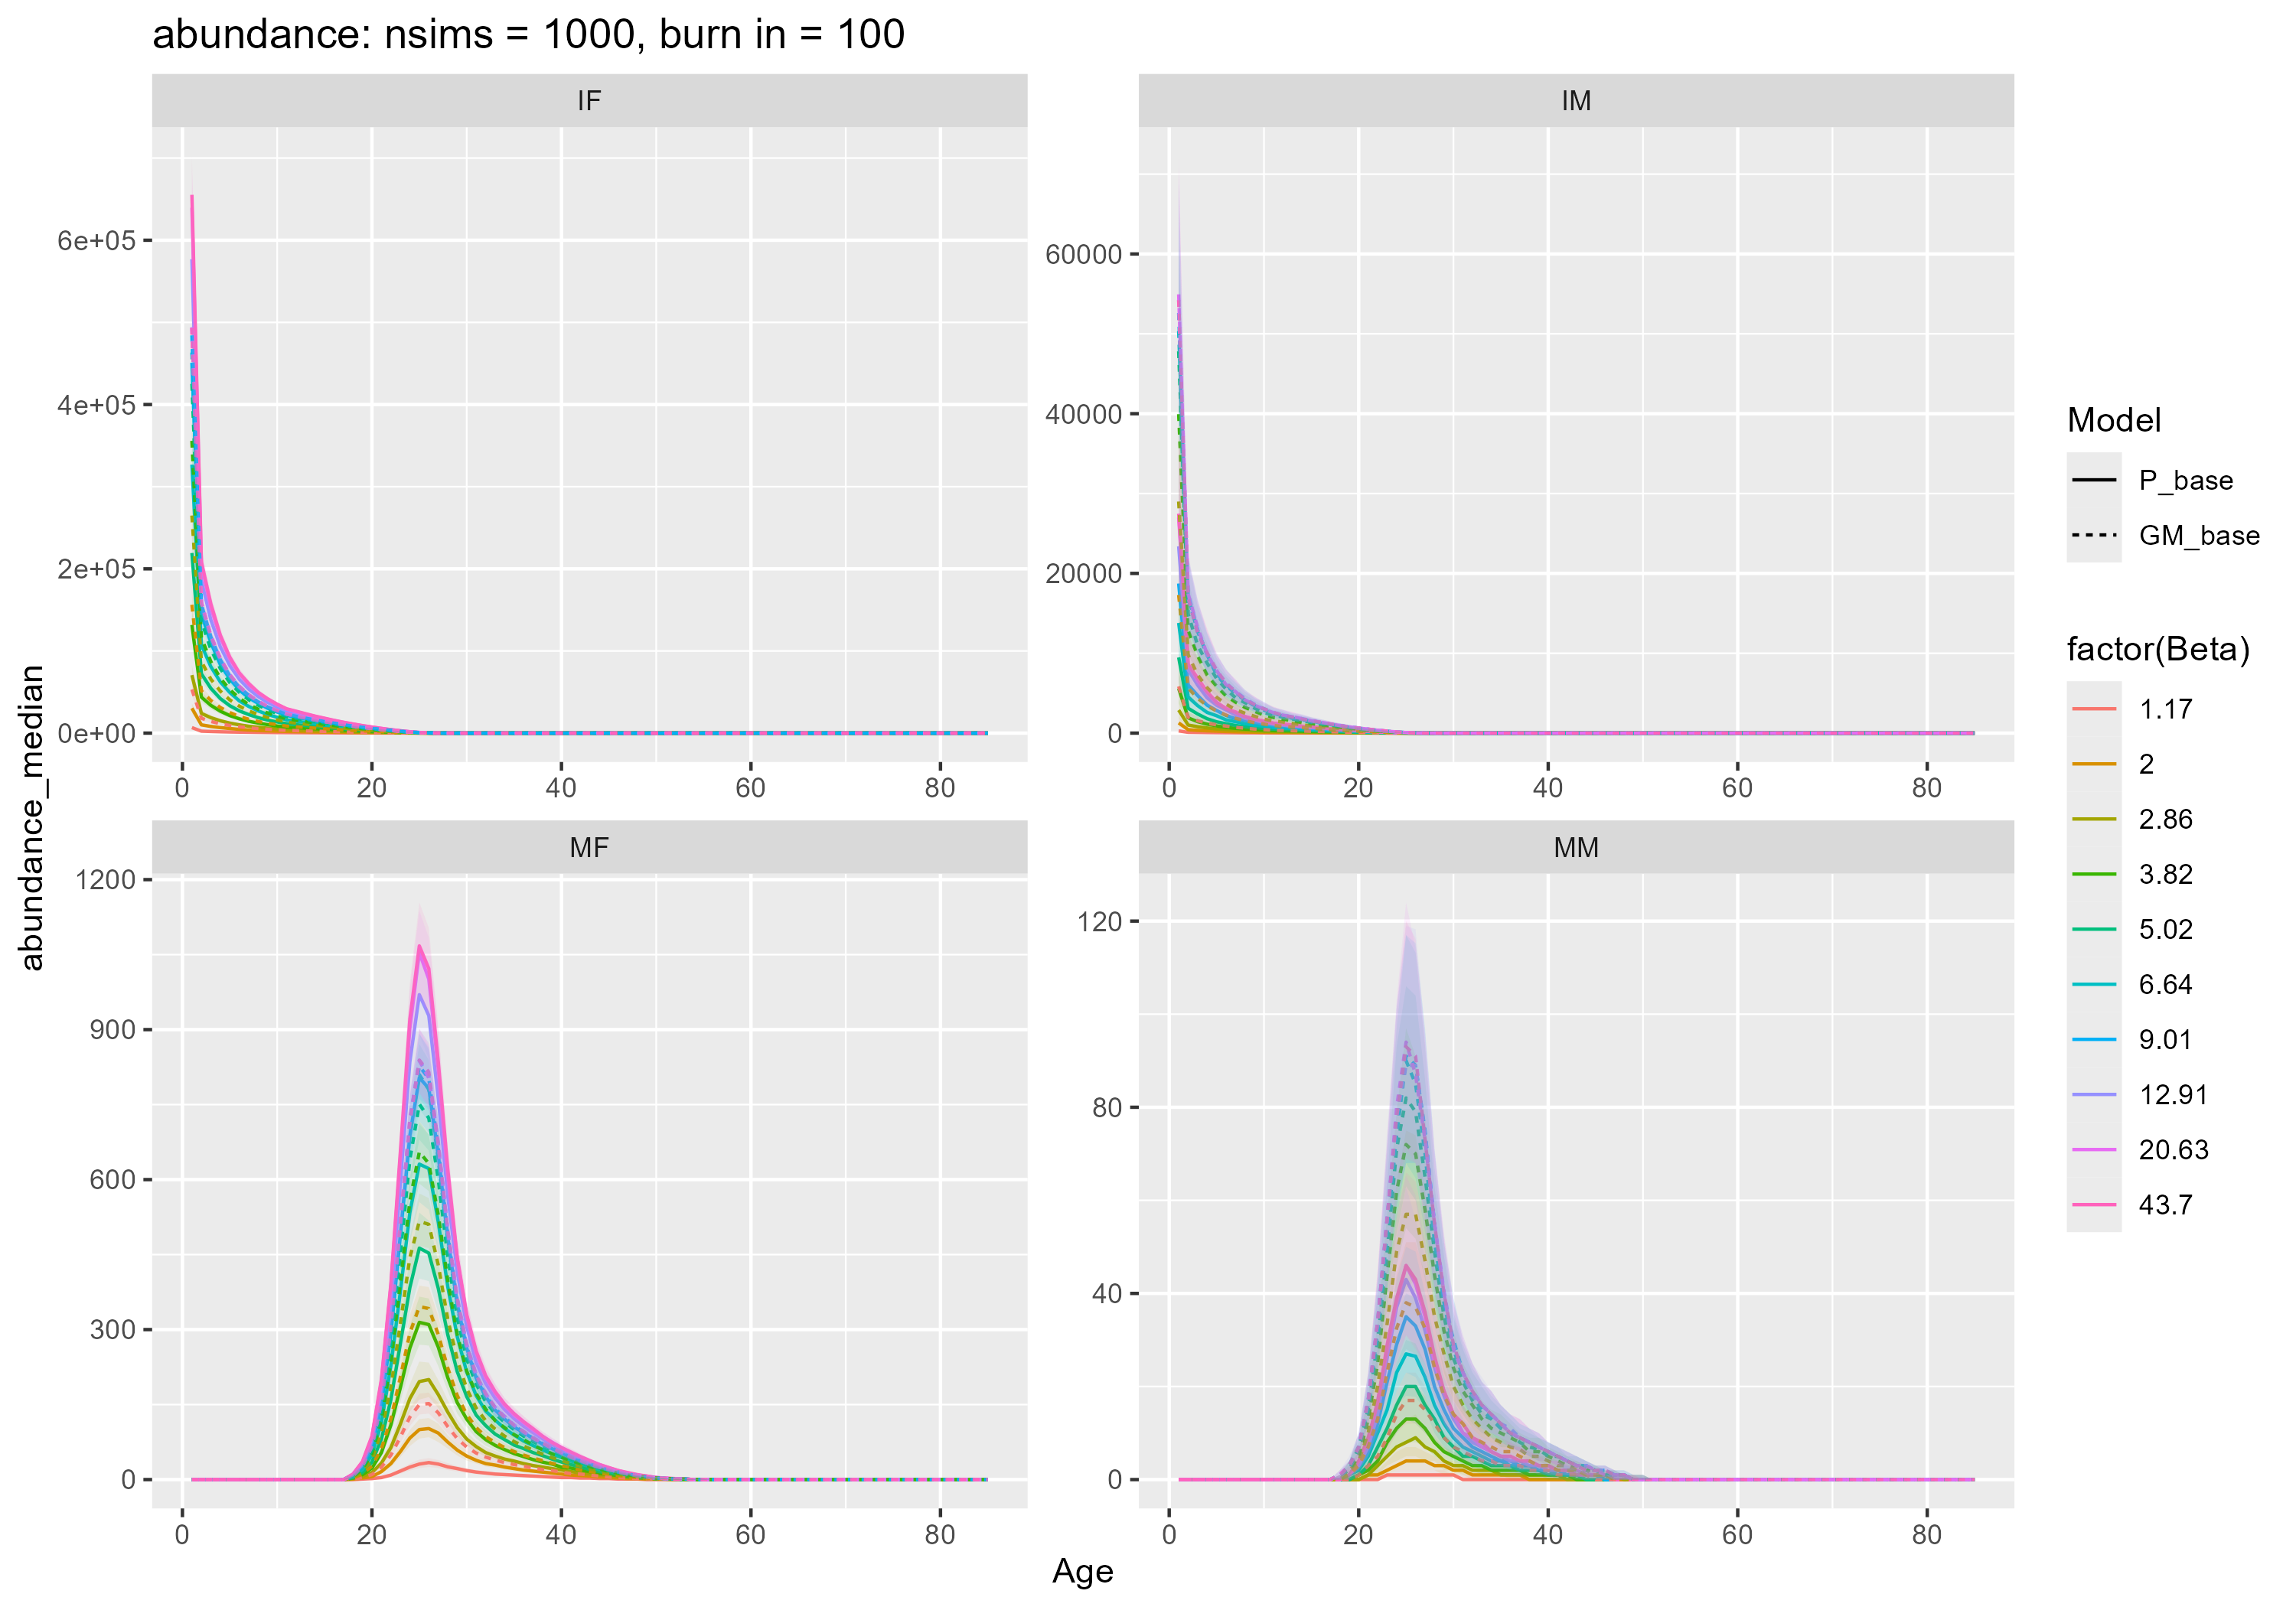 abundance: nsims = 1000, burn in = 100
IF
IM
6e+05
4e+05
2e+05
0e+00
0 20 40 60 80
60000
40000
20000
0
0 20 40 60 80
MF
MM
1200
900
600
300
0
0 20 40 60 80
120
80
40
0
0 20 40 60 80
abundance_median
Age
Model
P_base
GM_base
factor(Beta)
1.17
2
2.86
3.82
5.02
6.64
9.01
12.91
20.63
43.7